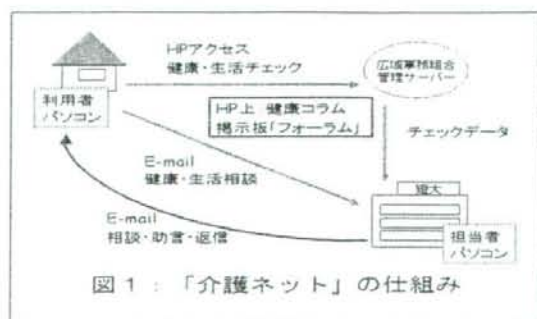 HPアクセス
健康・生活チェック
広域事務組合
管理サーバー
利用者
パソコン
HP上 健康コラム
掲示板「フォーラム」
チェックデータ
E-mail
健康・生活相談
短大
E-mail
相談・助言・返信
担当者
パソコン
図1:「介護ネット」の仕組み